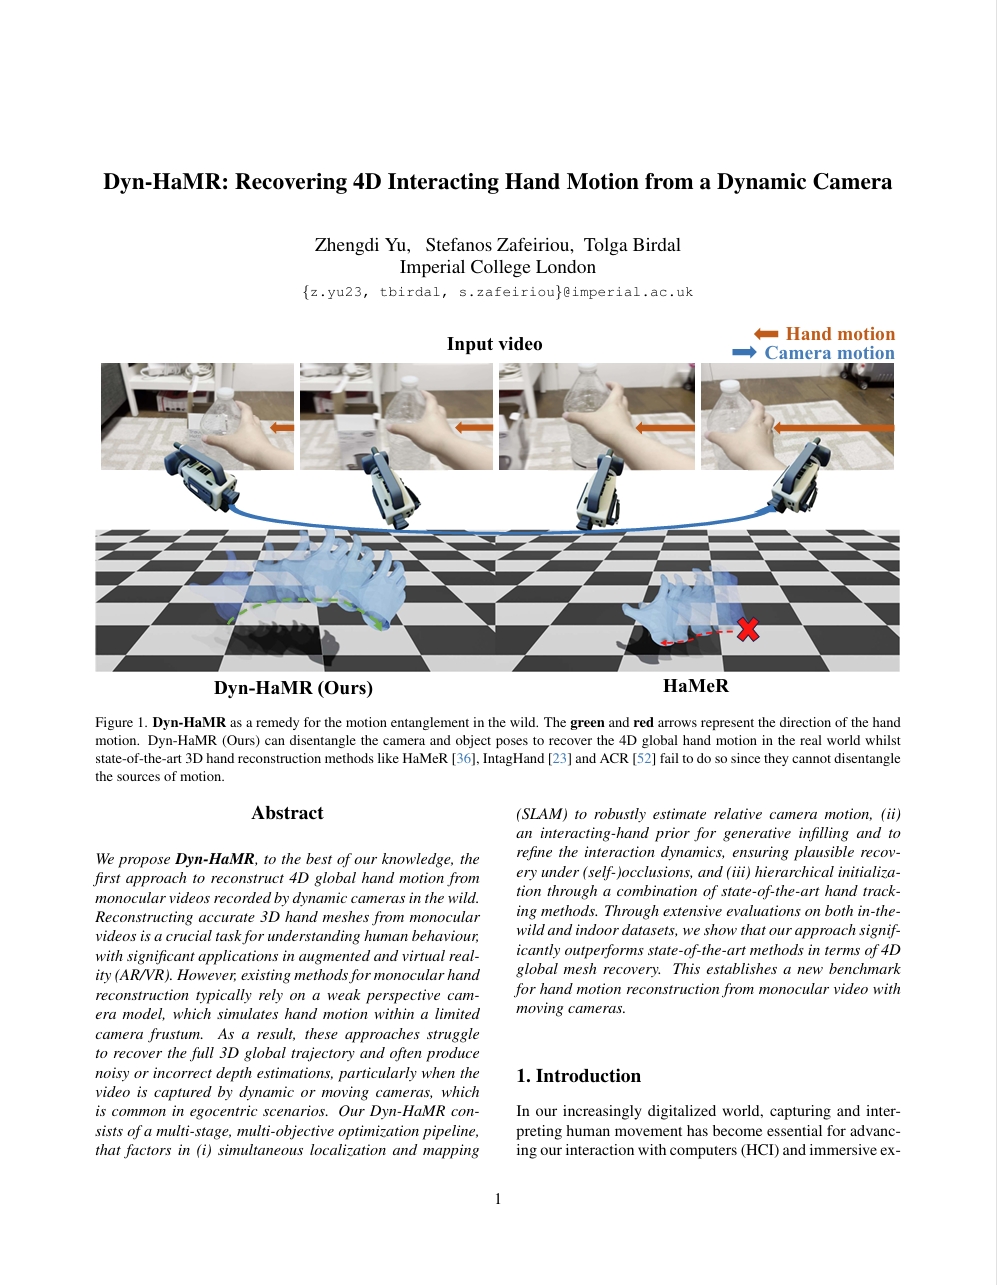 Dyn-HaMR: Recovering 4D Interacting Hand Motion from a Dynamic Camera
Zhengdi Yu, Stefanos Zafeiriou, Tolga Birdal
Imperial College London
{z.yu23, tbirdal, s.zafeiriou}@imperial.ac.uk
Input video
Hand motion
Camera motion
Dyn-HaMR (Ours)
HaMeR
Figure 1. Dyn-HaMR as a remedy for the motion entanglement in the wild. The green and red arrows represent the direction of the hand
motion. Dyn-HaMR (Ours) can disentangle the camera and object poses to recover the 4D global hand motion in the real world whilst
state-of-the-art 3D hand reconstruction methods like HaMeR [36], IntagHand [23] and ACR [52] fail to do so since they cannot disentangle
the sources of motion.
Abstract
We propose Dyn-HaMR, to the best of our knowledge, the
first approach to reconstruct 4D global hand motion from
monocular videos recorded by dynamic cameras in the wild.
Reconstructing accurate 3D hand meshes from monocular
videos is a crucial task for understanding human behaviour,
with significant applications in augmented and virtual real-
ity (AR/VR). However, existing methods for monocular hand
reconstruction typically rely on a weak perspective cam-
era model, which simulates hand motion within a limited
camera frustum. As a result, these approaches struggle
to recover the full 3D global trajectory and often produce
noisy or incorrect depth estimations, particularly when the
video is captured by dynamic or moving cameras, which
is common in egocentric scenarios. Our Dyn-HaMR con-
sists of a multi-stage, multi-objective optimization pipeline,
that factors in (i) simultaneous localization and mapping
(SLAM) to robustly estimate relative camera motion, (ii)
an interacting-hand prior for generative infilling and to
refine the interaction dynamics, ensuring plausible recov-
ery under (self-)occlusions, and (iii) hierarchical initializa-
tion through a combination of state-of-the-art hand track-
ing methods. Through extensive evaluations on both in-the-
wild and indoor datasets, we show that our approach signif-
icantly outperforms state-of-the-art methods in terms of 4D
global mesh recovery. This establishes a new benchmark
for hand motion reconstruction from monocular video with
moving cameras.
1. Introduction
In our increasingly digitalized world, capturing and inter-
preting human movement has become essential for advanc-
ing our interaction with computers (HCI) and immersive ex-
1